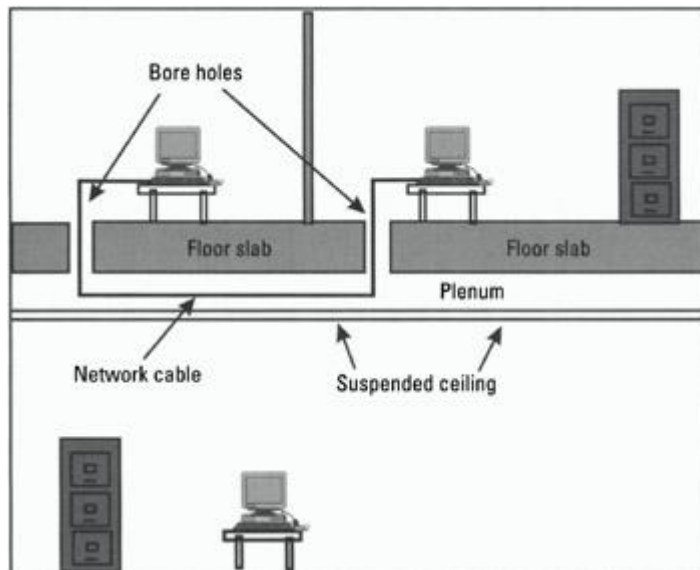 Bore holes
Floor slab
Floor slab
Plenum
Network cable
Suspended ceiling